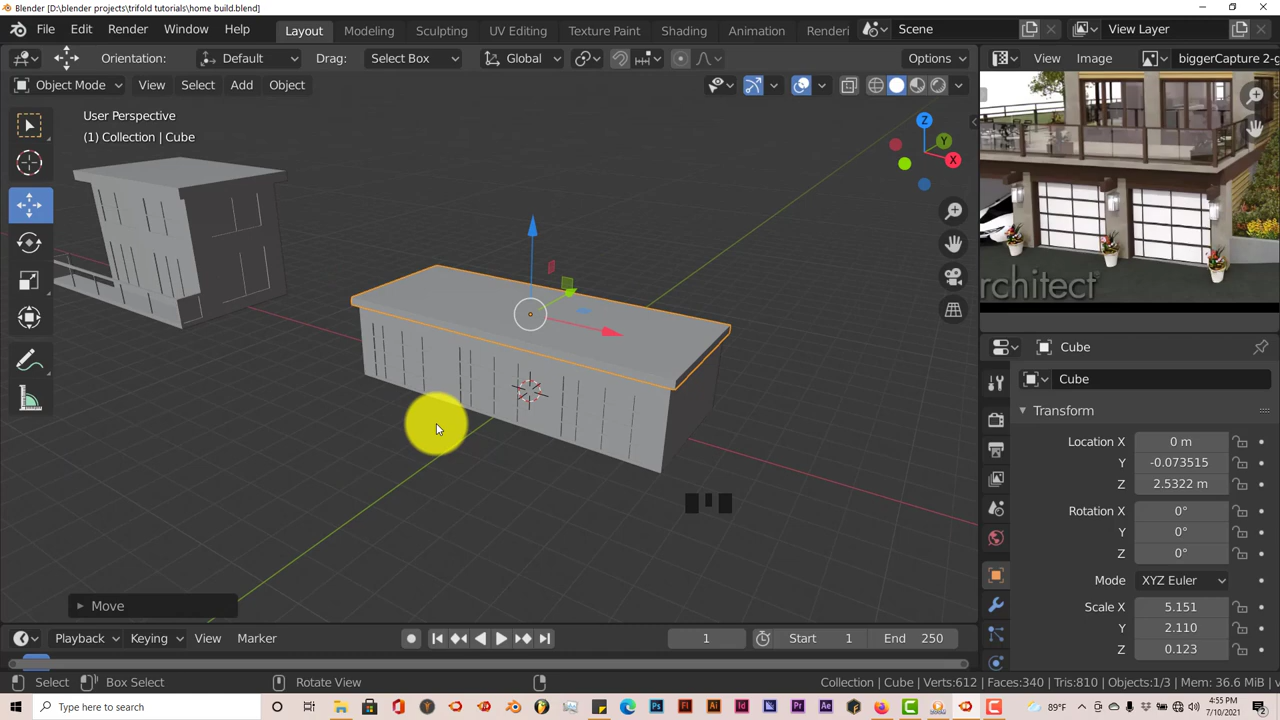 Blender [D:\blender projects\trifold tutorials\home build.blend]
File Edit Render Window Help Layout Modeling Sculpting UV Editing Texture Paint Shading Animation Renderi Scene View Layer
Orientation: Default Drag: Select Box Global Options View Image biggerCapture 2-g
Object Mode View Select Add Object
User Perspective
(1) Collection | Cube
Z
Y
X
rchitect
Cube
Cube
Transform
Location X 0 m
Y -0.073515
Z 2.5322 m
Rotation X 0°
Y 0°
Z 0°
Mode XYZ Euler
Scale X 5.151
Y 2.110
Z 0.123
Move
Playback Keying View Marker 1 Start 1 End 250
Select Box Select Rotate View Collection | Cube | Verts:612 | Faces:340 | Tris:810 | Objects:1/3 | Mem: 36.6 MiB | v
Type here to search 89°F 4:55 PM
7/10/2021